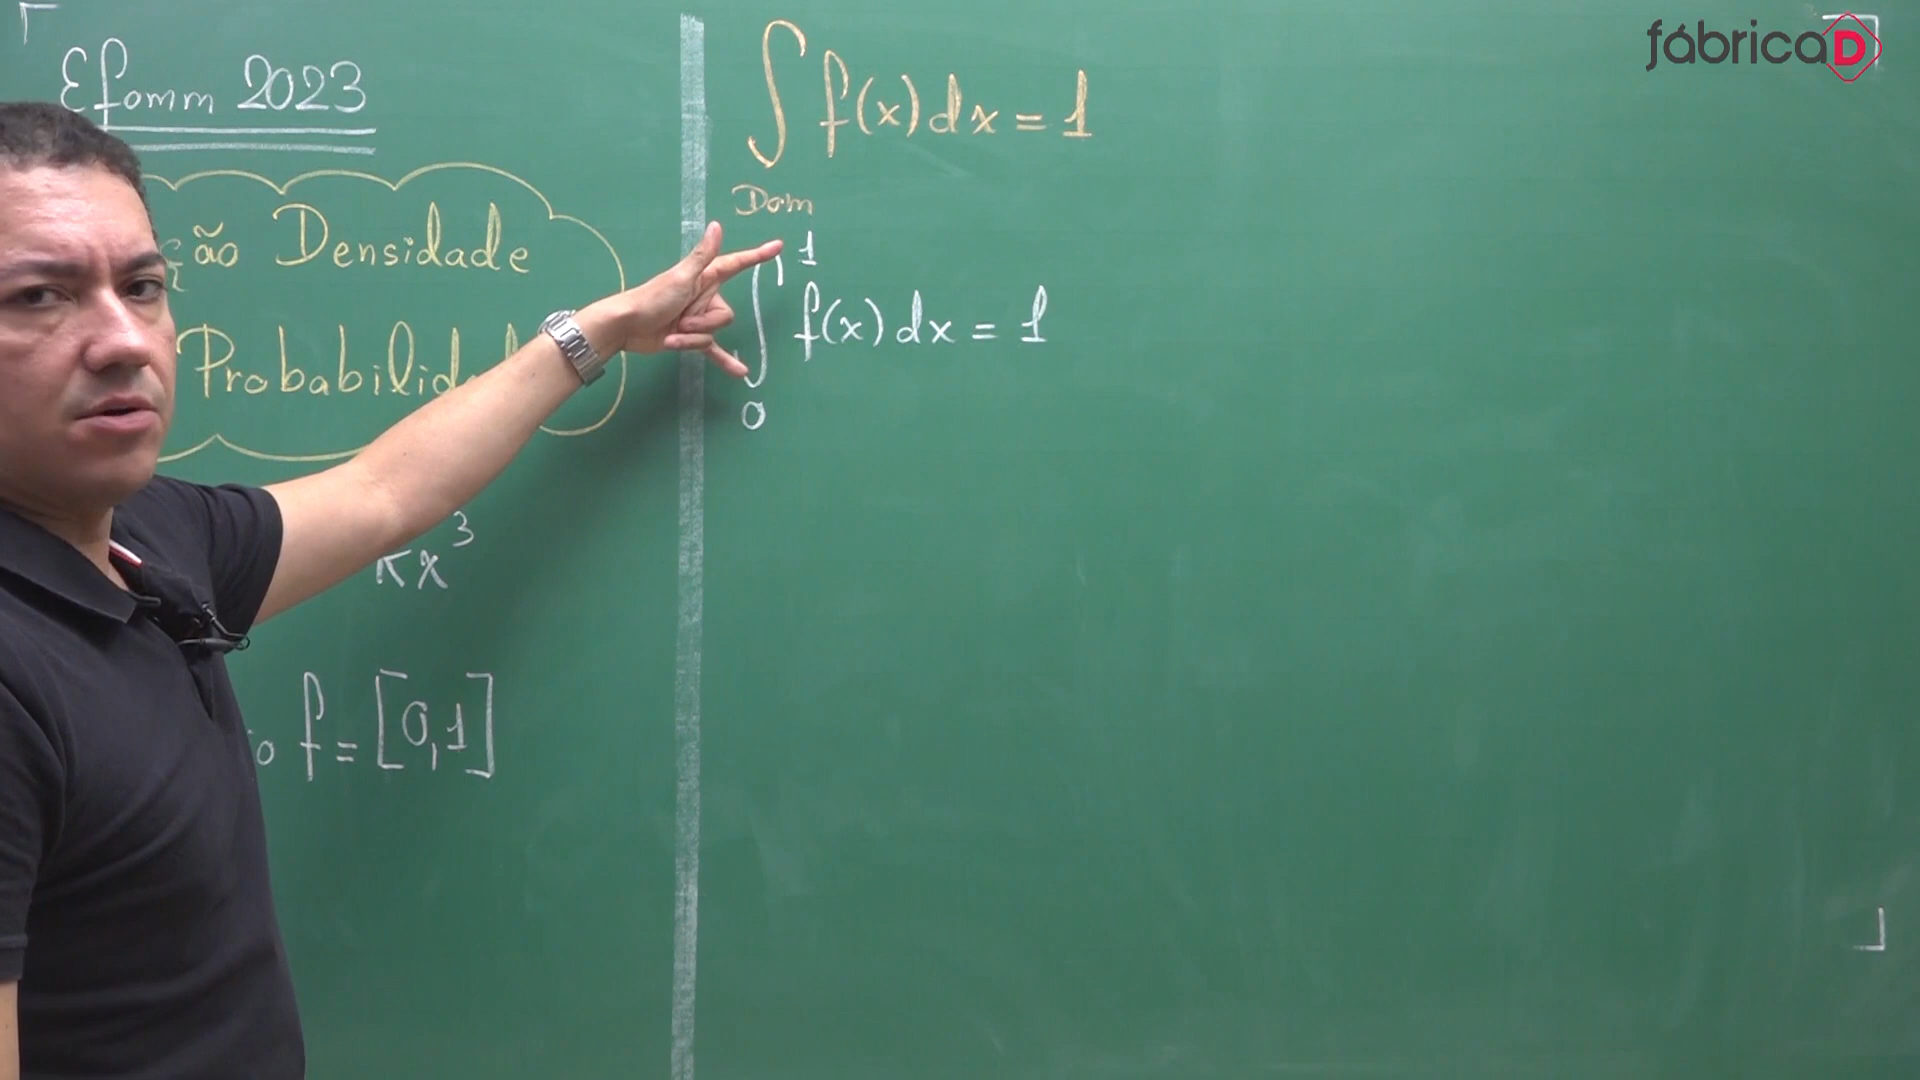 Efomm 2023
ção Densidade
Probabilid
Kx³
o f = [0,1]
∫ f(x) dx = 1
Dom
1
∫ f(x) dx = 1
0
fábricaD